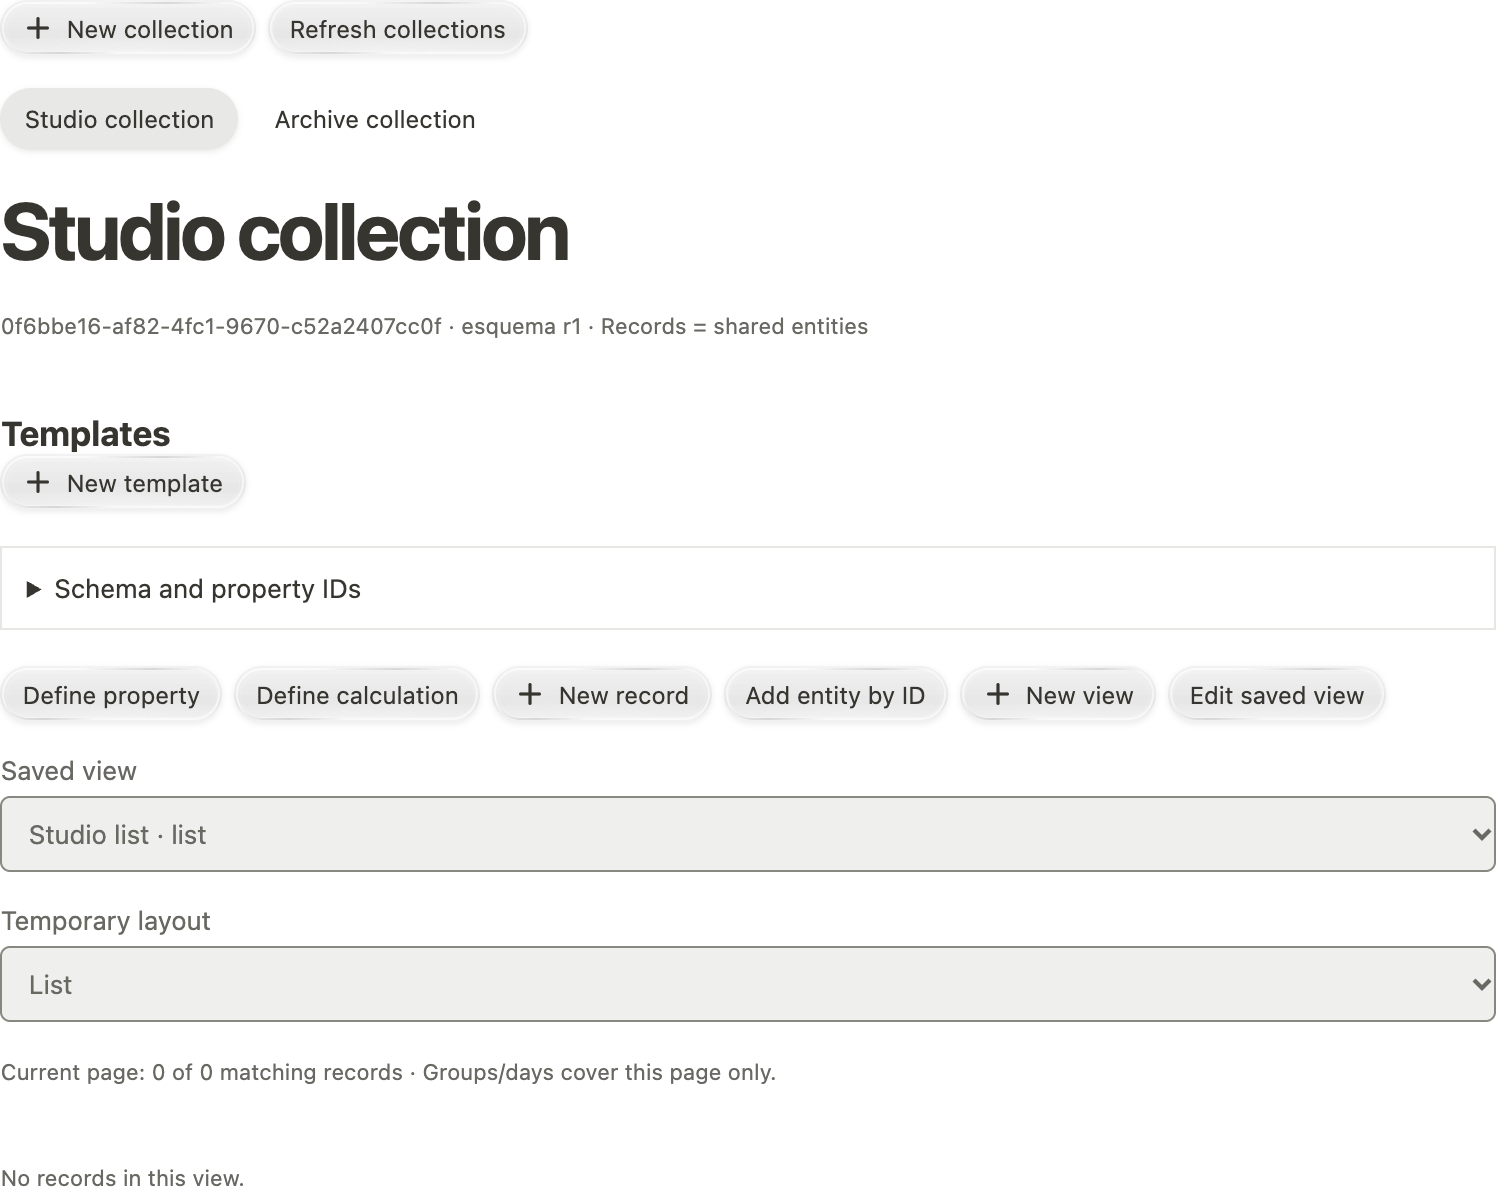 New collection
Refresh collections
Studio collection
Archive collection
Studio collection
0f6bbe16-af82-4fc1-9670-c52a2407cc0f · esquema r1 · Records = shared entities
Templates
New template
Schema and property IDs
Define property
Define calculation
New record
Add entity by ID
New view
Edit saved view
Saved view
Studio list · list
Temporary layout
List
Current page: 0 of 0 matching records · Groups/days cover this page only.
No records in this view.